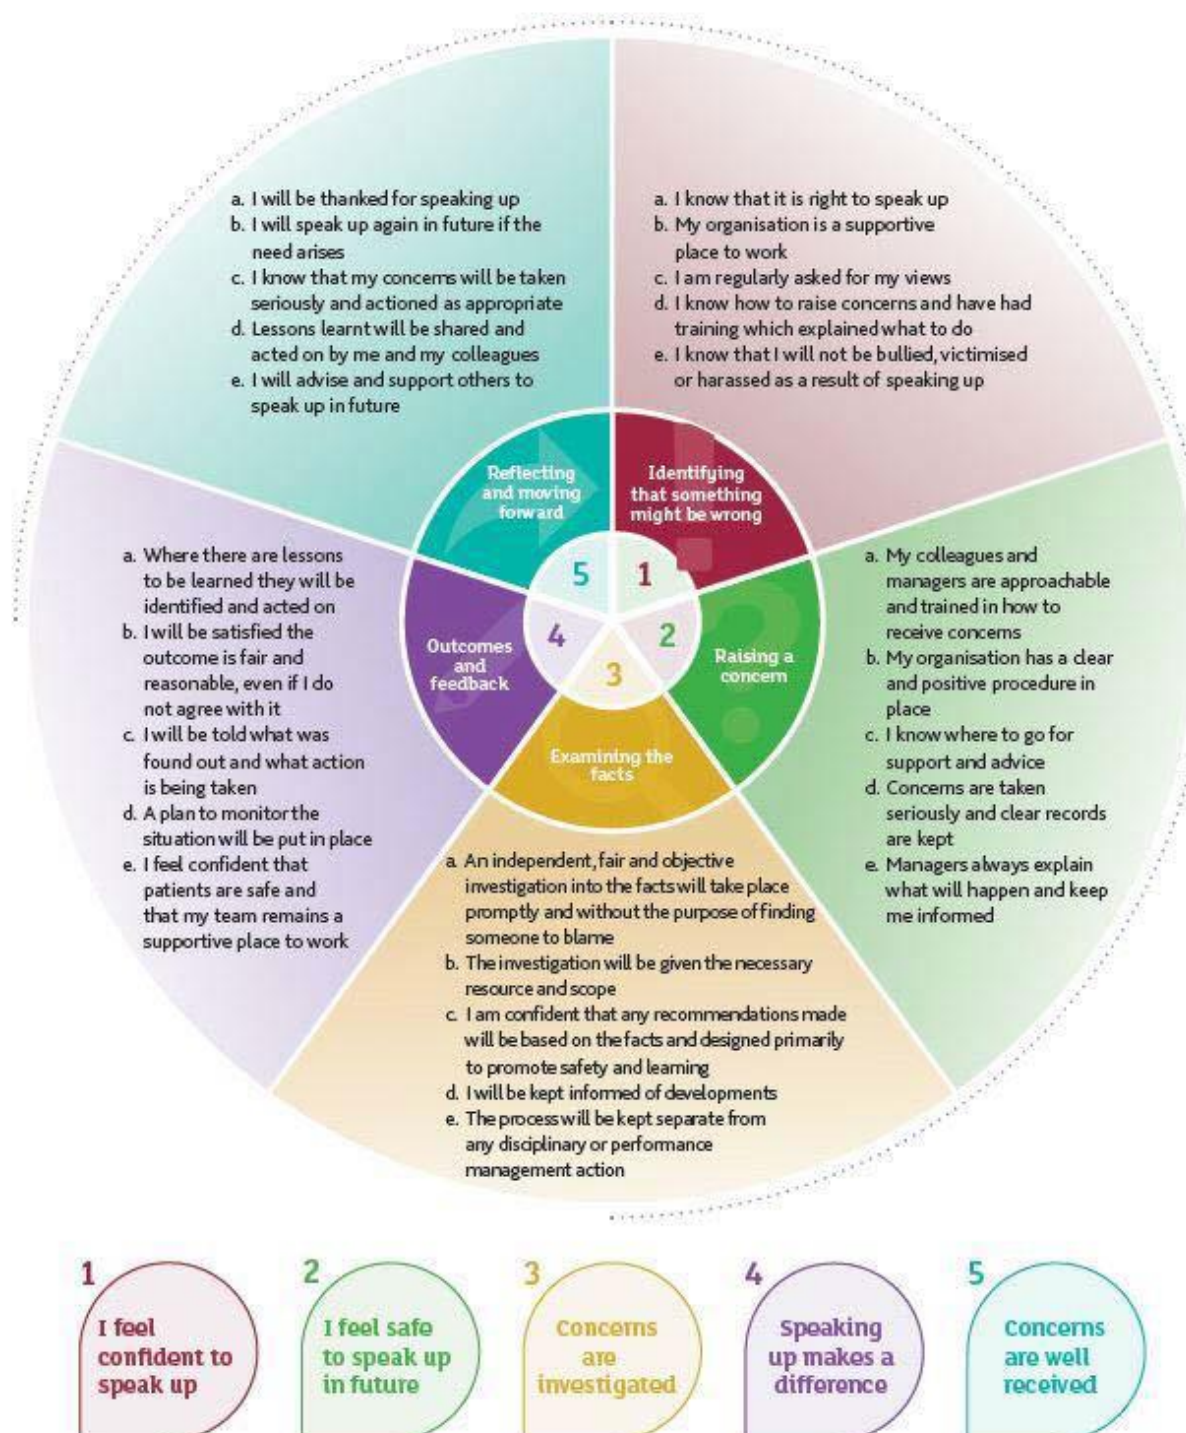 a. I will be thanked for speaking up
b. I will speak up again in future if the
need arises
c. I know that my concerns will be taken
seriously and actioned as appropriate
d. Lessons learnt will be shared and
acted on by me and my colleagues
e. I will advise and support others to
speak up in future
a. I know that it is right to speak up
b. My organisation is a supportive
place to work
c. I am regularly asked for my views
d. I know how to raise concerns and have had
training which explained what to do
e. I know that I will not be bullied, victimised
or harassed as a result of speaking up
Reflecting
and moving
forward
Identifying
that something
might be wrong
5
1
4
2
3
Outcomes
and
feedback
Raising a
concern
Examining the
facts
a. Where there are lessons
to be learned they will be
identified and acted on
b. I will be satisfied the
outcome is fair and
reasonable, even if I do
not agree with it
c. I will be told what was
found out and what action
is being taken
d. A plan to monitor the
situation will be put in place
e. I feel confident that
patients are safe and
that my team remains a
supportive place to work
a. My colleagues and
managers are approachable
and trained in how to
receive concerns
b. My organisation has a clear
and positive procedure in
place
c. I know where to go for
support and advice
d. Concerns are taken
seriously and clear records
are kept
e. Managers always explain
what will happen and keep
me informed
a. An independent, fair and objective
investigation into the facts will take place
promptly and without the purpose of finding
someone to blame
b. The investigation will be given the necessary
resource and scope
c. I am confident that any recommendations made
will be based on the facts and designed primarily
to promote safety and learning
d. I will be kept informed of developments
e. The process will be kept separate from
any disciplinary or performance
management action
1
I feel
confident to
speak up
2
I feel safe
to speak up
in future
3
Concerns
are
investigated
4
Speaking
up makes a
difference
5
Concerns
are well
received